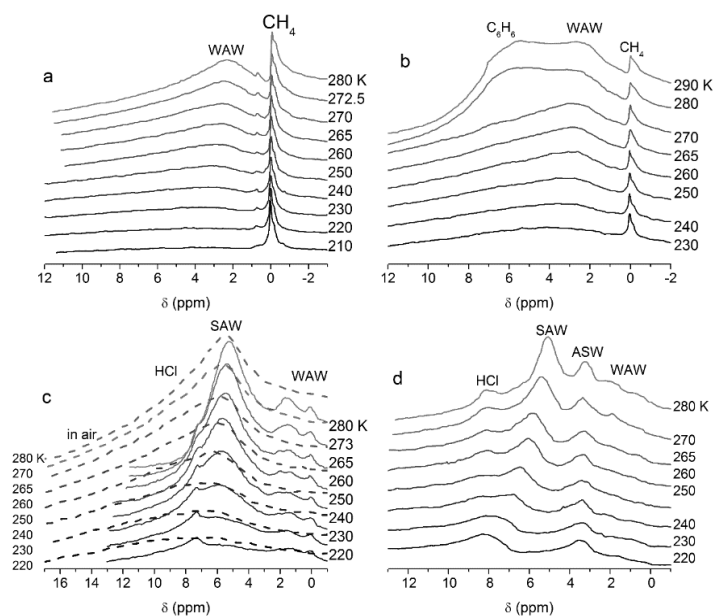 a
WAW
CH4
280 K
272.5
270
265
260
250
240
230
220
210
12 10 8 6 4 2 0 -2
δ (ppm)
b
C6H6
WAW
CH4
290 K
280
270
265
260
250
240
230
12 10 8 6 4 2 0 -2
δ (ppm)
c
SAW
HCl
WAW
in air
280 K
270
265
260
250
240
230
220
280 K
273
265
260
250
240
230
220
16 14 12 10 8 6 4 2 0
δ (ppm)
d
SAW
ASW
HCl
WAW
280 K
270
265
260
250
240
230
220
12 10 8 6 4 2 0
δ (ppm)